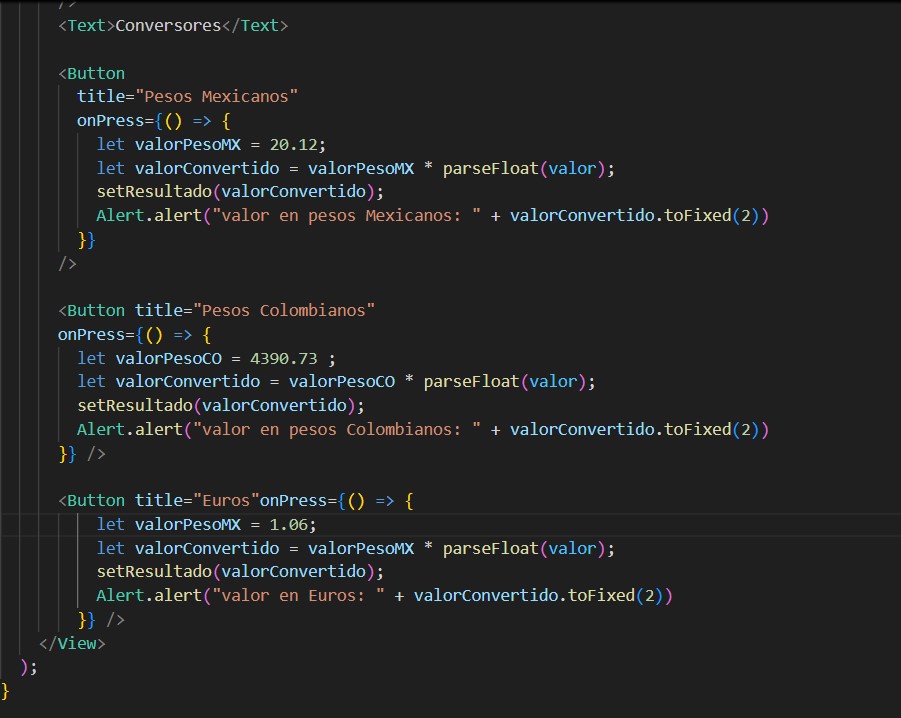 />
<Text>Conversores</Text>
<Button
title="Pesos Mexicanos"
onPress={() => {
let valorPesoMX = 20.12;
let valorConvertido = valorPesoMX * parseFloat(valor);
setResultado(valorConvertido);
Alert.alert("valor en pesos Mexicanos: " + valorConvertido.toFixed(2))
}}
/>
<Button title="Pesos Colombianos"
onPress={() => {
let valorPesoCO = 4390.73 ;
let valorConvertido = valorPesoCO * parseFloat(valor);
setResultado(valorConvertido);
Alert.alert("valor en pesos Colombianos: " + valorConvertido.toFixed(2))
}} />
<Button title="Euros"onPress={() => {
let valorPesoMX = 1.06;
let valorConvertido = valorPesoMX * parseFloat(valor);
setResultado(valorConvertido);
Alert.alert("valor en Euros: " + valorConvertido.toFixed(2))
}} />
</View>
);
}